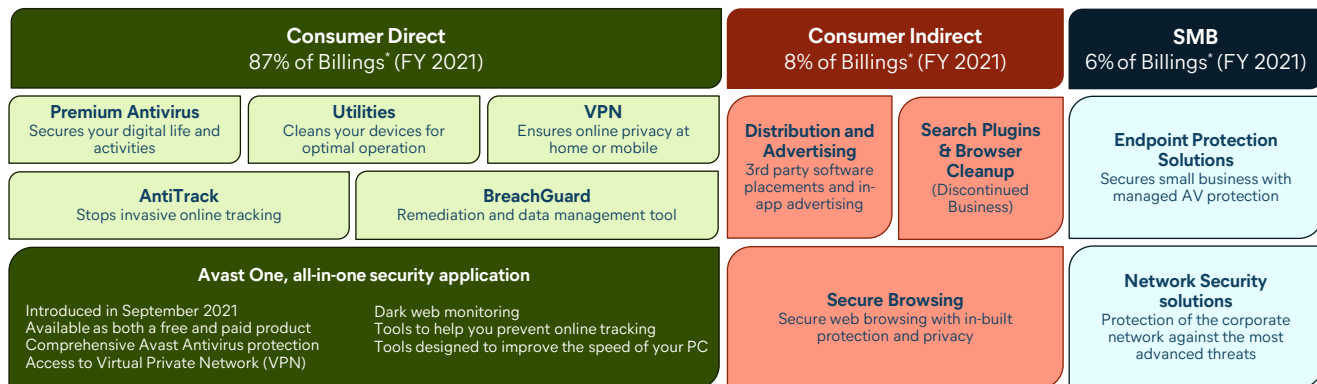 Consumer Direct
87% of Billings* (FY 2021)
Premium Antivirus
Secures your digital life and
activities
Utilities
Cleans your devices for
optimal operation
VPN
Ensures online privacy at
home or mobile
AntiTrack
Stops invasive online tracking
BreachGuard
Remediation and data management tool
Avast One, all-in-one security application
Introduced in September 2021
Available as both a free and paid product
Comprehensive Avast Antivirus protection
Access to Virtual Private Network (VPN)
Dark web monitoring
Tools to help you prevent online tracking
Tools designed to improve the speed of your PC
Consumer Indirect
8% of Billings* (FY 2021)
Distribution and
Advertising
3rd party software
placements and in-
app advertising
Search Plugins
& Browser
Cleanup
(Discontinued
Business)
Secure Browsing
Secure web browsing with in-built
protection and privacy
SMB
6% of Billings* (FY 2021)
Endpoint Protection
Solutions
Secures small business with
managed AV protection
Network Security
solutions
Protection of the corporate
network against the most
advanced threats